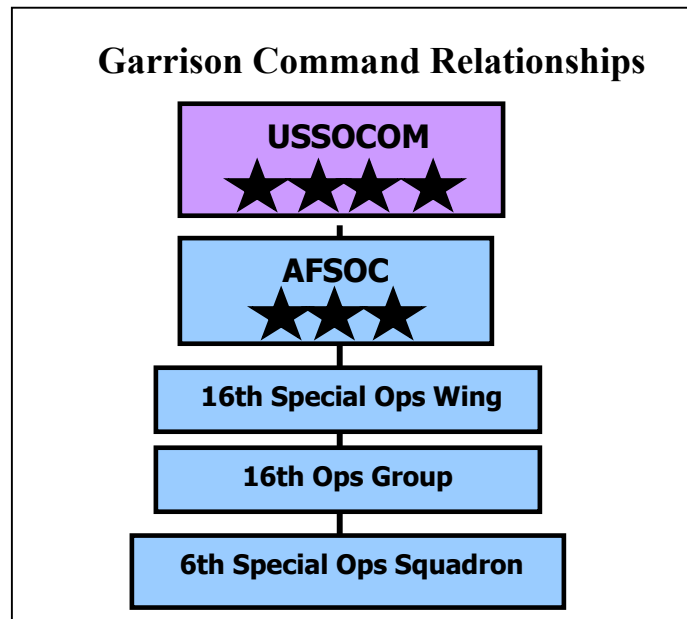 Garrison Command Relationships
USSOCOM
AFSOC
16th Special Ops Wing
16th Ops Group
6th Special Ops Squadron